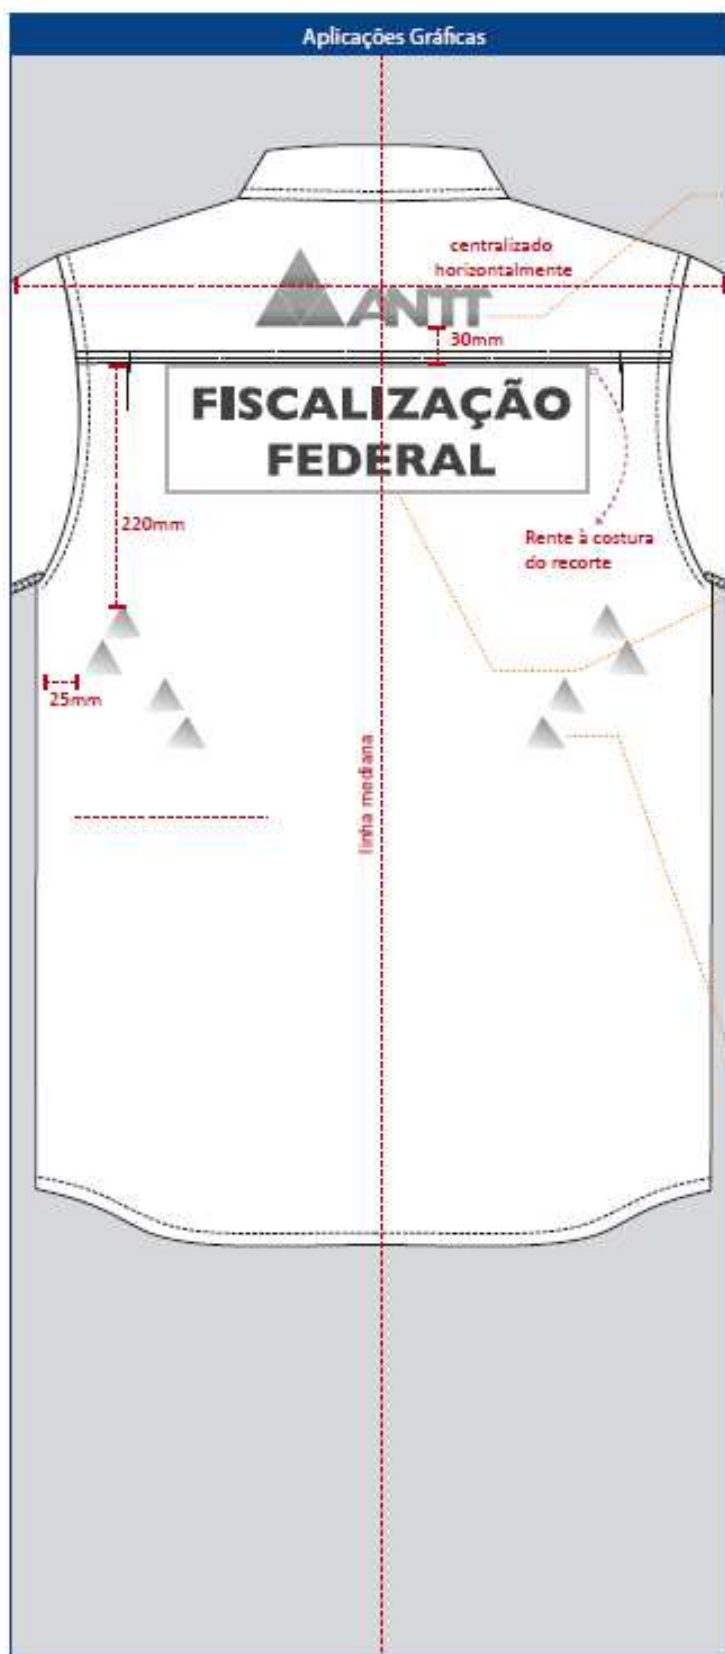 Aplicações Gráficas
centralizado
horizontalmente
ANTT
30mm
FISCALIZAÇÃO
FEDERAL
220mm
Rente à costura
do recorte
25mm
linha mediana